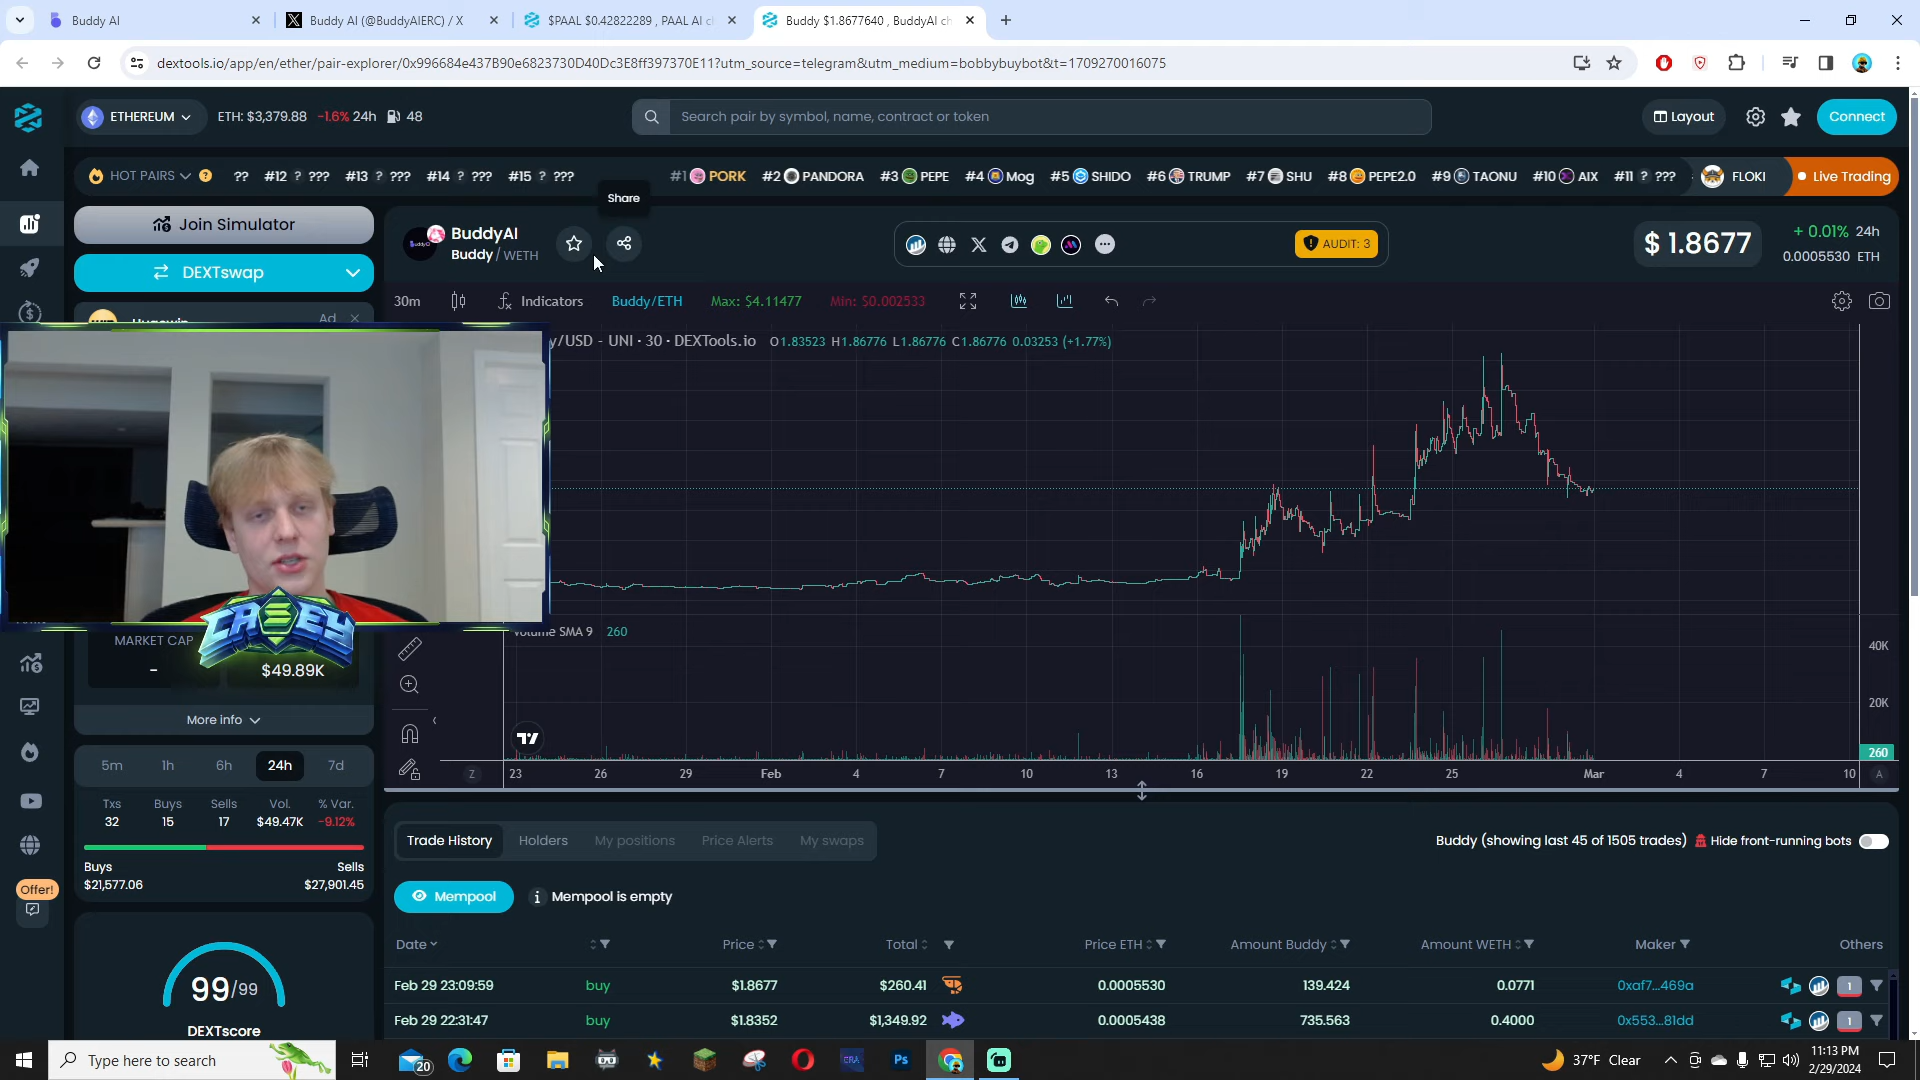 Buddy AI
Buddy AI (@BuddyAIERC) / X
$PAAL $0.42822289 , PAAL AI c
Buddy $1.8677640 , BuddyAI ch
dextools.io/app/en/ether/pair-explorer/0x996684e437B90e6823730D40Dc3E8ff397370E11?utm_source=telegram&utm_medium=bobbybuybot&t=1709270016075
ETHEREUM
ETH: $3,379.88 -1.6% 24h 48
Search pair by symbol, name, contract or token
Layout
Connect
HOT PAIRS ? ?? #12 ? ??? #13 ? ??? #14 ? ??? #15 ? ??? #1 PORK #2 PANDORA #3 PEPE #4 Mog #5 SHIDO #6 TRUMP #7 SHU #8 PEPE2.0 #9 TAONU #10 AIX #11 ? ??? FLOKI Live Trading
Share
Join Simulator
BuddyAI
Buddy / WETH
AUDIT: 3
$ 1.8677
+ 0.01% 24h
0.0005530 ETH
DEXTswap
30m Indicators Buddy/ETH Max: $4.11477 Min: $0.002533
Ad
y/USD - UNI · 30 · DEXTools.io O1.83523 H1.86776 L1.86776 C1.86776 0.03253 (+1.77%)
CA3EY
Volume SMA 9 260
MARKET CAP
- $49.89K
More info
40K
20K
260
Z 23 26 29 Feb 4 7 10 13 16 19 22 25 Mar 4 7 10 A
5m 1h 6h 24h 7d
Txs Buys Sells Vol. % Var.
32 15 17 $49.47K -9.12%
Buys Sells
$21,577.06 $27,901.45
Offer!
99/99
DEXTscore
Trade History Holders My positions Price Alerts My swaps
Buddy (showing last 45 of 1505 trades) Hide front-running bots
Mempool i Mempool is empty
Date Price Total Price ETH Amount Buddy Amount WETH Maker Others
Feb 29 23:09:59 buy $1.8677 $260.41 0.0005530 139.424 0.0771 0xaf7...469a 1
Feb 29 22:31:47 buy $1.8352 $1,349.92 0.0005438 735.563 0.4000 0x553...81dd 1
Type here to search
20
Ps
37°F Clear
11:13 PM
2/29/2024